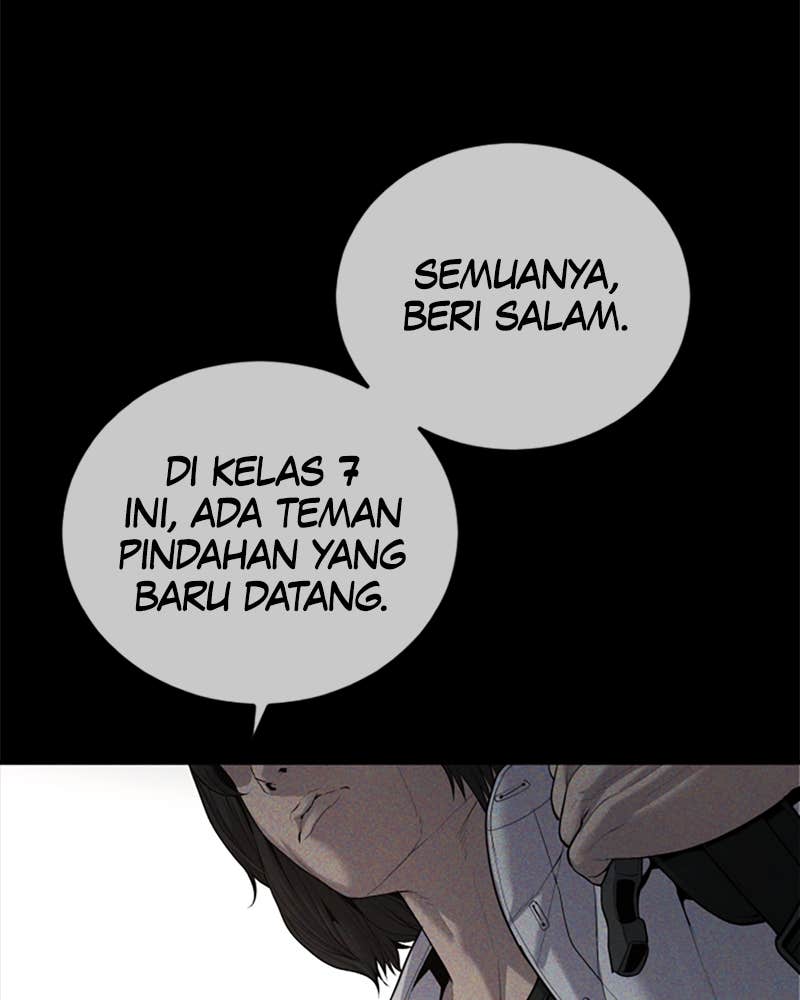 SEMUANYA,
BERI SALAM.
DI KELAS 7
INI, ADA TEMAN
PINDAHAN YANG
BARU DATANG.